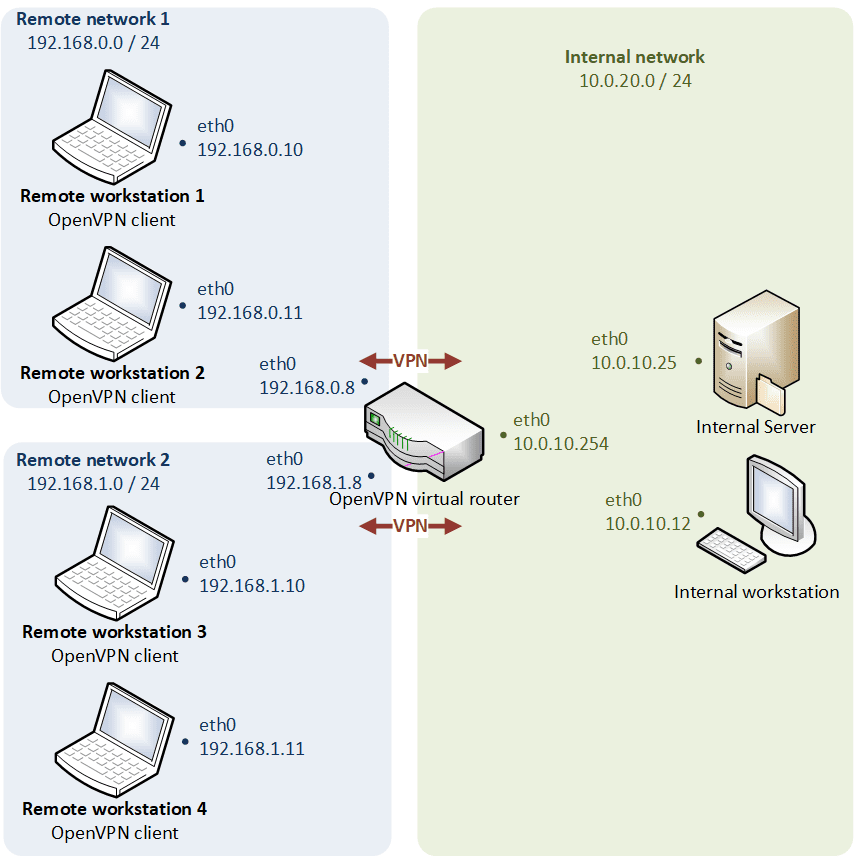 Remote network 1
192.168.0.0 / 24
eth0
192.168.0.10
Remote workstation 1
OpenVPN client
eth0
192.168.0.11
Remote workstation 2
OpenVPN client
eth0
192.168.0.8
VPN
Remote network 2
192.168.1.0 / 24
eth0
192.168.1.8
OpenVPN virtual router
VPN
eth0
192.168.1.10
Remote workstation 3
OpenVPN client
eth0
192.168.1.11
Remote workstation 4
OpenVPN client
Internal network
10.0.20.0 / 24
eth0
10.0.10.25
Internal Server
eth0
10.0.10.254
eth0
10.0.10.12
Internal workstation